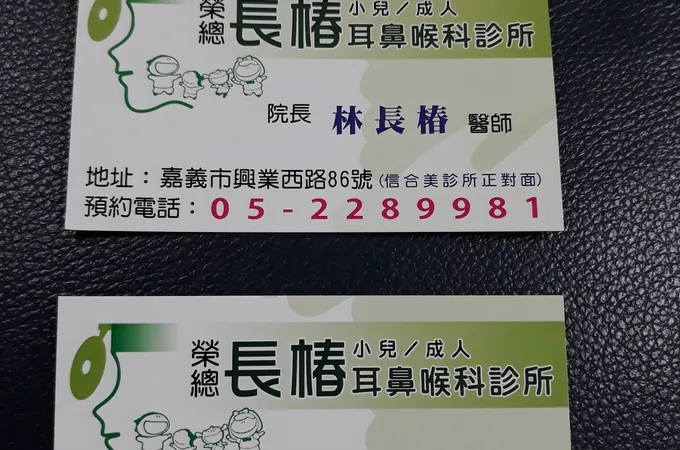 榮總 長椿 小兒／成人
耳鼻喉科診所
院長 林長椿 醫師
地址：嘉義市興業西路86號(信合美診所正對面)
預約電話：05-2289981
榮總 長椿 小兒／成人
耳鼻喉科診所